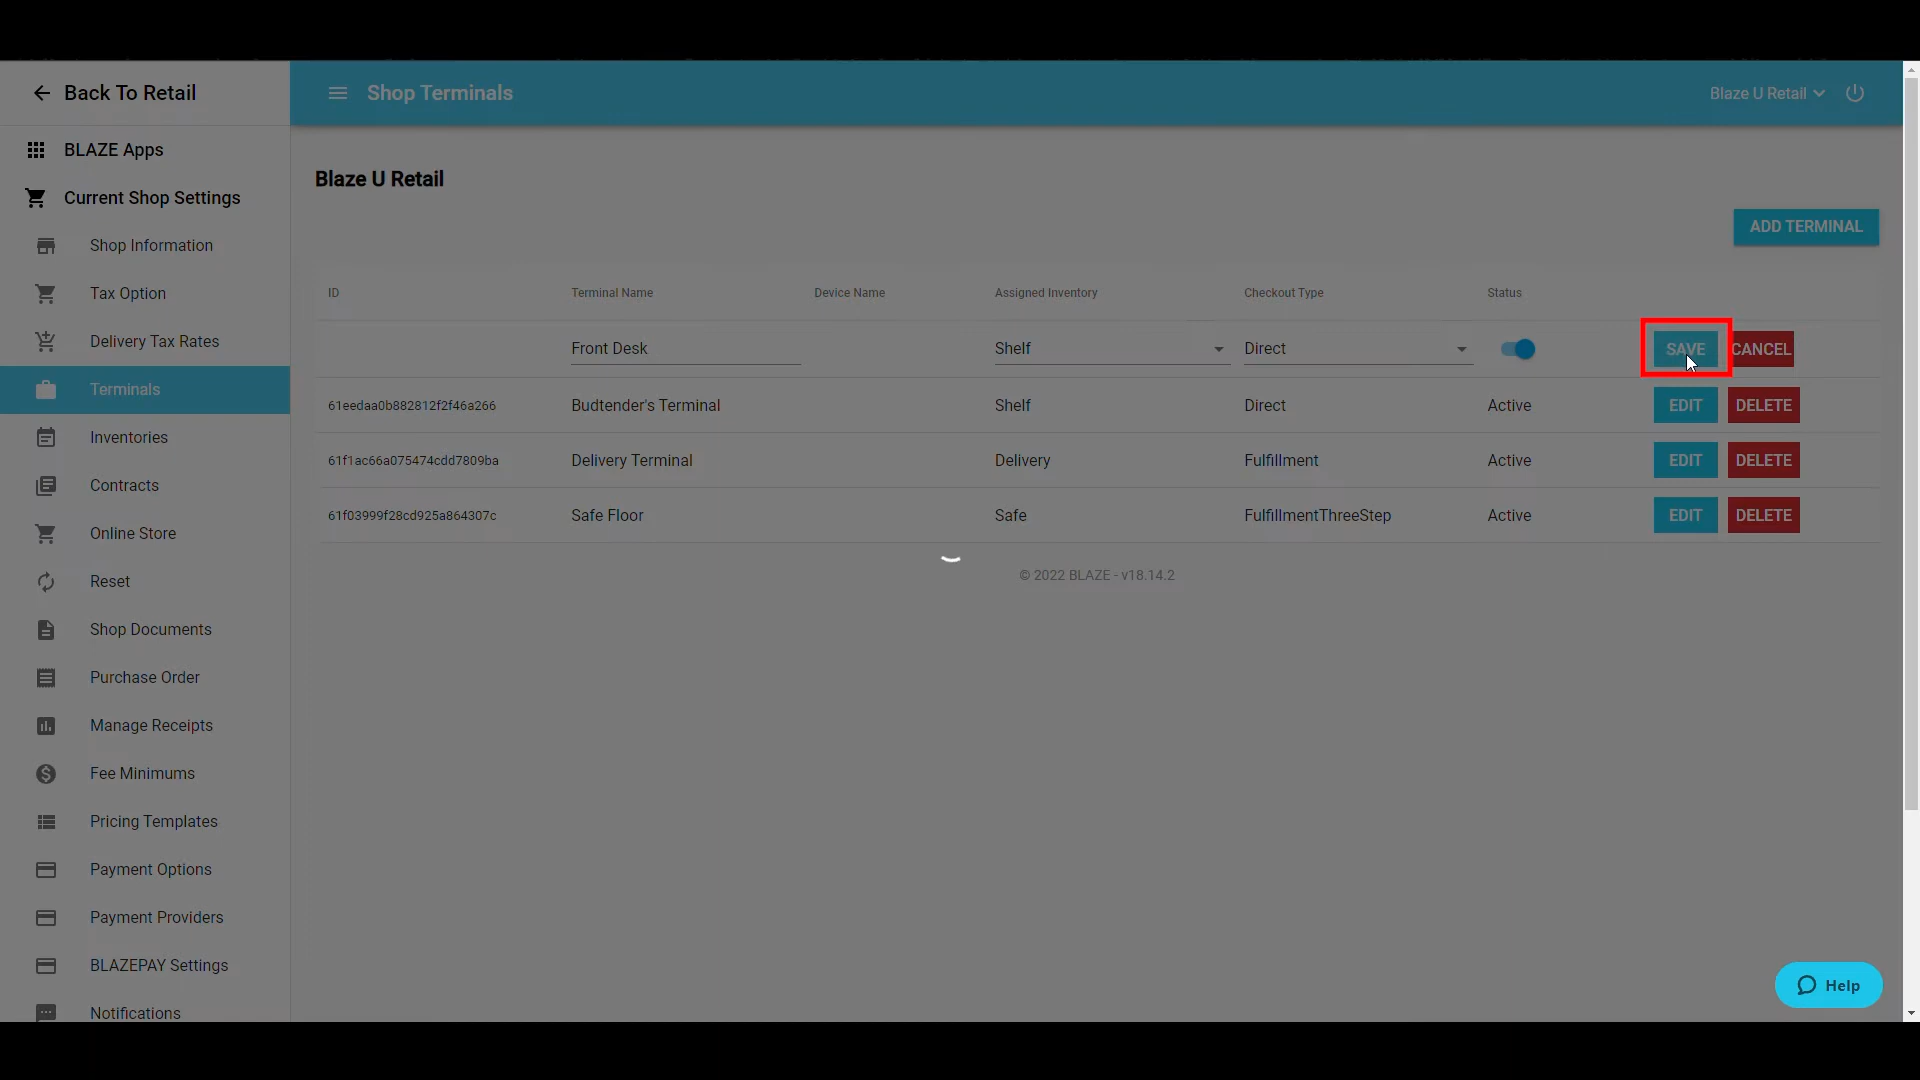 Back To Retail
Shop Terminals
Blaze U Retail
BLAZE Apps
Current Shop Settings
Shop Information
Tax Option
Delivery Tax Rates
Terminals
Inventories
Contracts
Online Store
Reset
Shop Documents
Purchase Order
Manage Receipts
Fee Minimums
Pricing Templates
Payment Options
Payment Providers
BLAZEPAY Settings
Notifications
Blaze U Retail
ADD TERMINAL
ID Terminal Name Device Name Assigned Inventory Checkout Type Status
Front Desk Shelf Direct SAVE CANCEL
61eedaa0b882812f2f46a266 Budtender's Terminal Shelf Direct Active EDIT DELETE
61f1ac66a075474cdd7809ba Delivery Terminal Delivery Fulfillment Active EDIT DELETE
61f03999f28cd925a864307c Safe Floor Safe FulfillmentThreeStep Active EDIT DELETE
© 2022 BLAZE - v18.14.2
Help